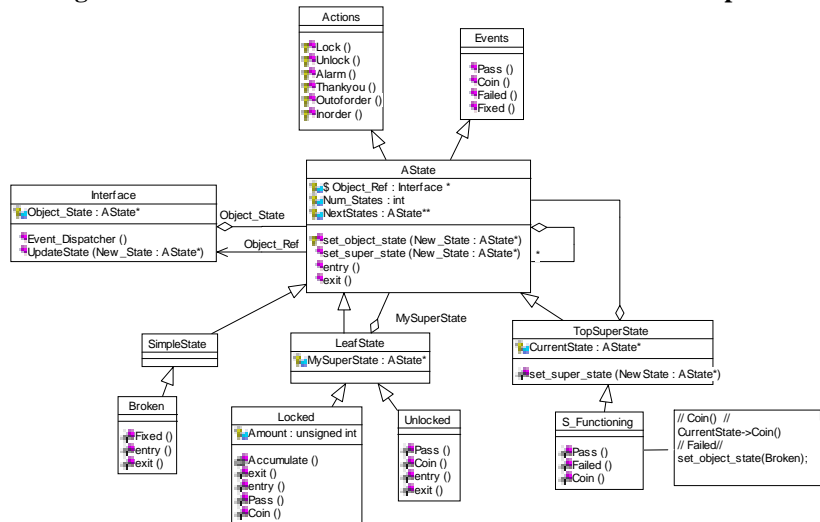 Actions
Lock ()
Unlock ()
Alarm ()
Thankyou ()
Outoforder ()
Inorder ()
Events
Pass ()
Coin ()
Failed ()
Fixed ()
AState
$ Object_Ref : Interface *
Num_States : int
NextStates : AState**
set_object_state (New_State : AState*)
set_super_state (New_State : AState*)
entry ()
exit ()
*
Interface
Object_State : AState*
Event_Dispatcher ()
UpdateState (New_State : AState*)
Object_State
Object_Ref
MySuperState
SimpleState
LeafState
MySuperState : AState*
TopSuperState
CurrentState : AState*
set_super_state (New State : AState*)
Broken
Fixed ()
entry ()
exit ()
Locked
Amount : unsigned int
Accumulate ()
exit ()
entry ()
Pass ()
Coin ()
Unlocked
Pass ()
Coin ()
entry ()
exit ()
S_Functioning
Pass ()
Failed ()
Coin ()
// Coin() //
CurrentState->Coin()
// Failed//
set_object_state(Broken);